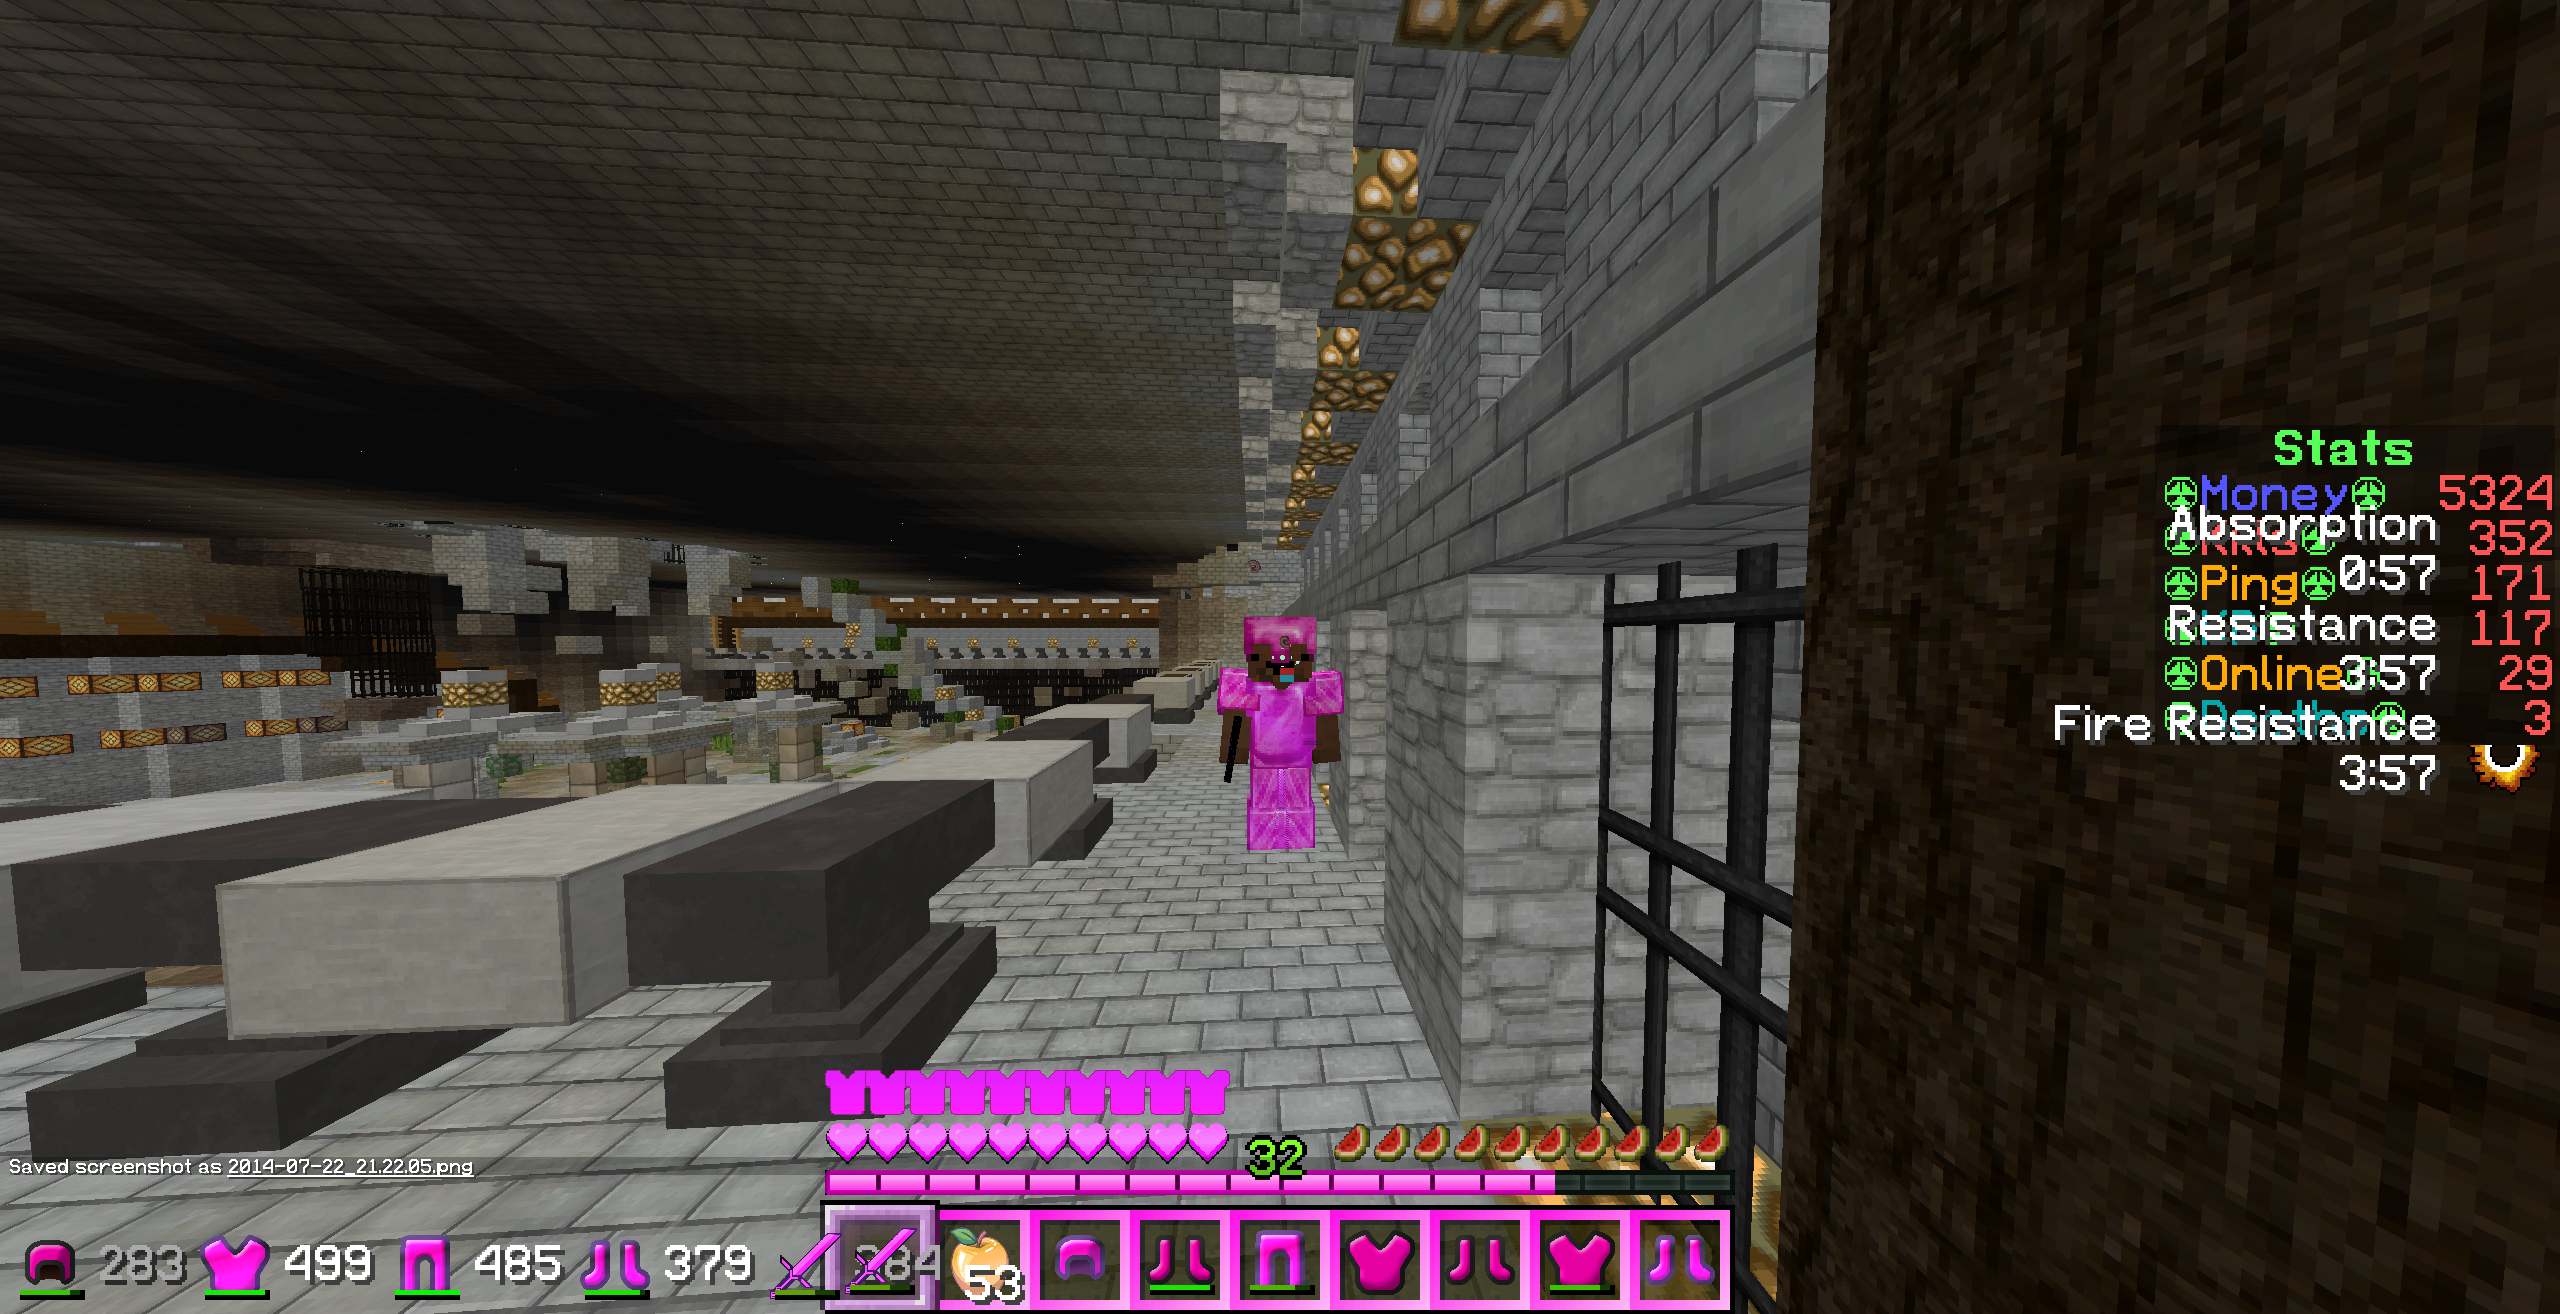 Stats
Money 5324
Absorption
352
Ping 0:57 171
Resistance 117
Online 3:57 29
Fire Resistance 3
3:57
32
Saved screenshot as 2014-07-22_21.22.05.png
283 499 485 379 53